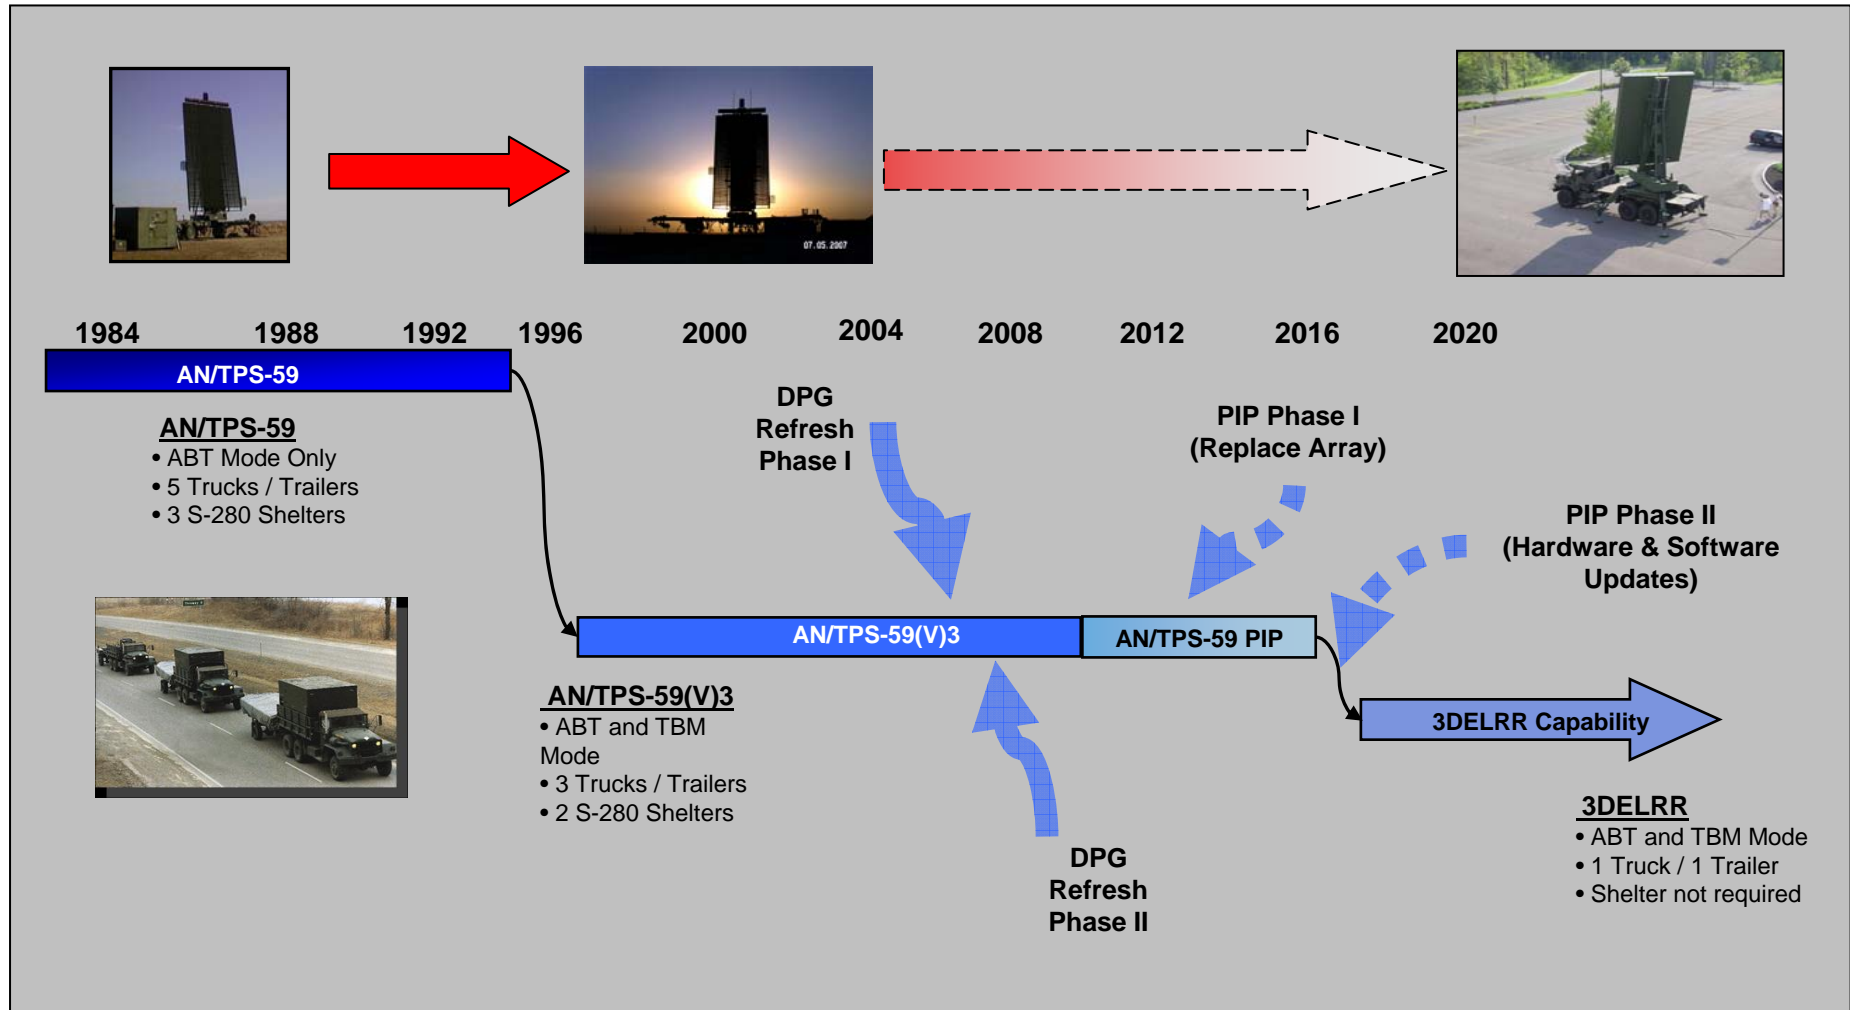 07.05.2007
1984 1988 1992 1996 2000 2004 2008 2012 2016 2020
AN/TPS-59
AN/TPS-59
• ABT Mode Only
• 5 Trucks / Trailers
• 3 S-280 Shelters
DPG
Refresh
Phase I
PIP Phase I
(Replace Array)
PIP Phase II
(Hardware & Software
Updates)
AN/TPS-59(V)3
AN/TPS-59 PIP
AN/TPS-59(V)3
• ABT and TBM
Mode
• 3 Trucks / Trailers
• 2 S-280 Shelters
DPG
Refresh
Phase II
3DELRR Capability
3DELRR
• ABT and TBM Mode
• 1 Truck / 1 Trailer
• Shelter not required